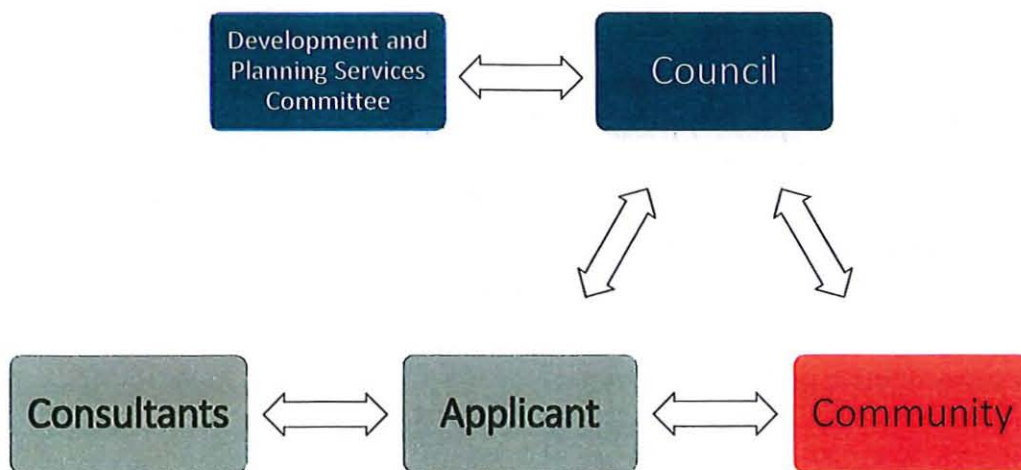 Development and
Planning Services
Committee
Council
Consultants
Applicant
Community